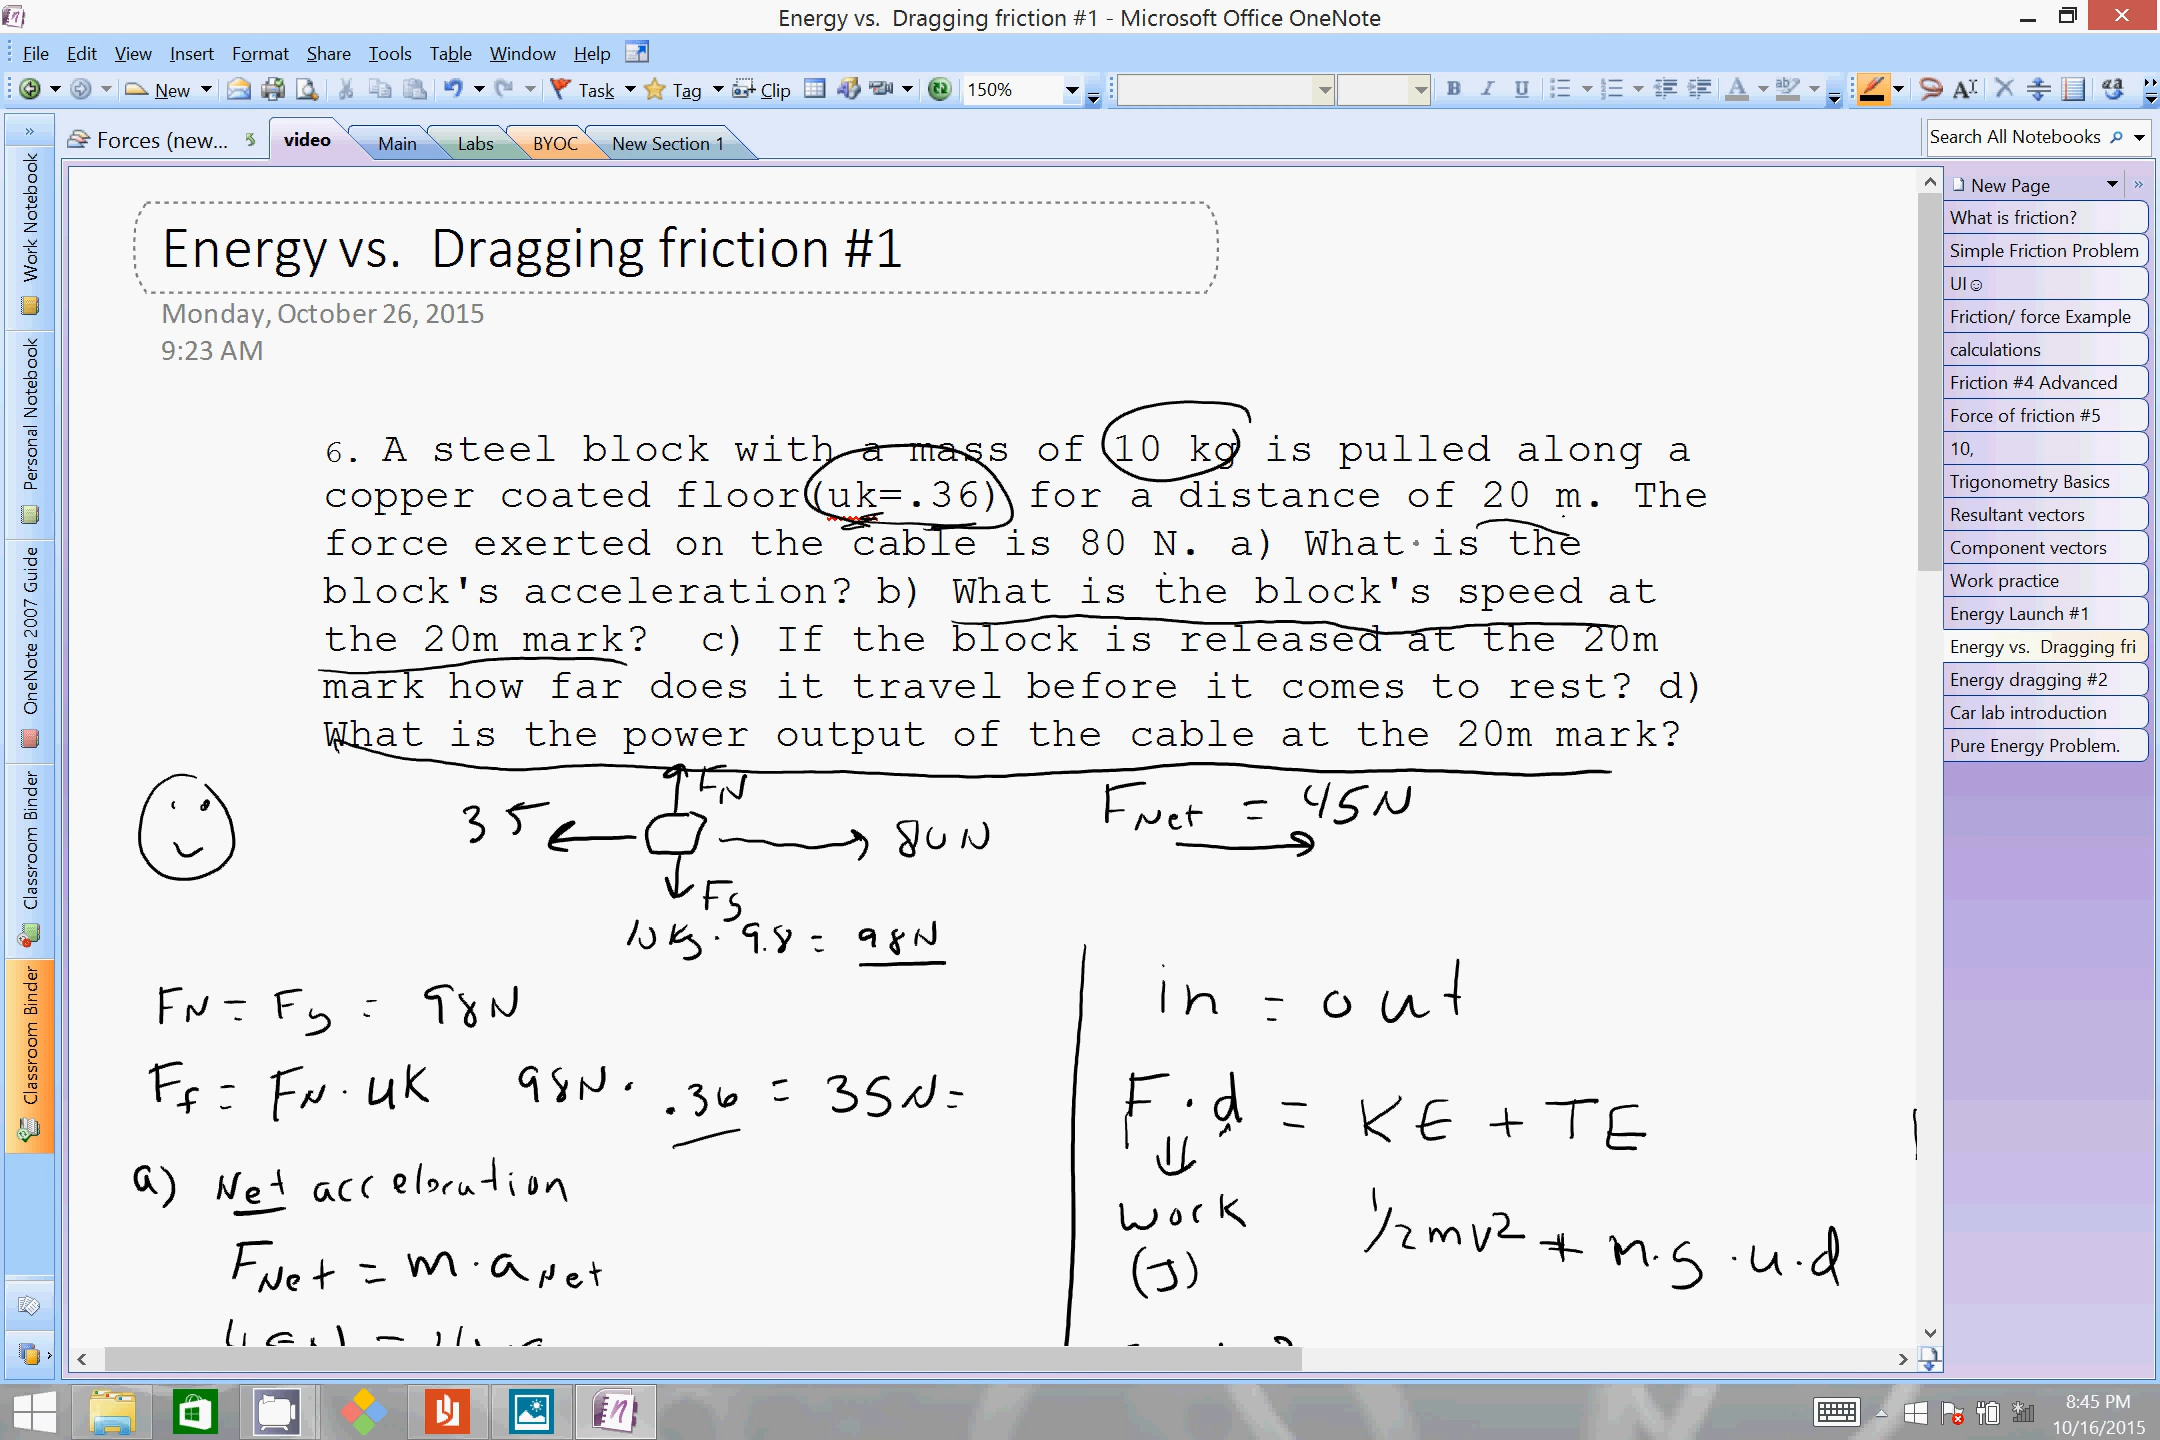 Energy vs.  Dragging friction #1 - Microsoft Office OneNote
File Edit View Insert Format Share Tools Table Window Help
New Task Tag Clip 150% B I U
Forces (new... video Main Labs BYOC New Section 1
Search All Notebooks
Work Notebook
Personal Notebook
OneNote 2007 Guide
Classroom Binder
Classroom Binder
Energy vs.  Dragging friction #1
Monday, October 26, 2015
9:23 AM
6. A steel block with a mass of 10 kg is pulled along a
copper coated floor(uk=.36) for a distance of 20 m. The
force exerted on the cable is 80 N. a) What is the
block's acceleration? b) What is the block's speed at
the 20m mark?  c) If the block is released at the 20m
mark how far does it travel before it comes to rest? d)
What is the power output of the cable at the 20m mark?
FN
35
80N
FNet = 45N
Fg
10kg · 9.8 = 98N
FN = Fg = 98N
Ff = FN · uK 98N · .36 = 35N =
a) Net acceloration
FNet = m · aNet
in = out
F · d = KE + TE
Work
(J)
1/2 mv2 + m·g·u·d
New Page
What is friction?
Simple Friction Problem
UI☺
Friction/ force Example
calculations
Friction #4 Advanced
Force of friction #5
10,
Trigonometry Basics
Resultant vectors
Component vectors
Work practice
Energy Launch #1
Energy vs.  Dragging fri
Energy dragging #2
Car lab introduction
Pure Energy Problem.
8:45 PM
10/16/2015